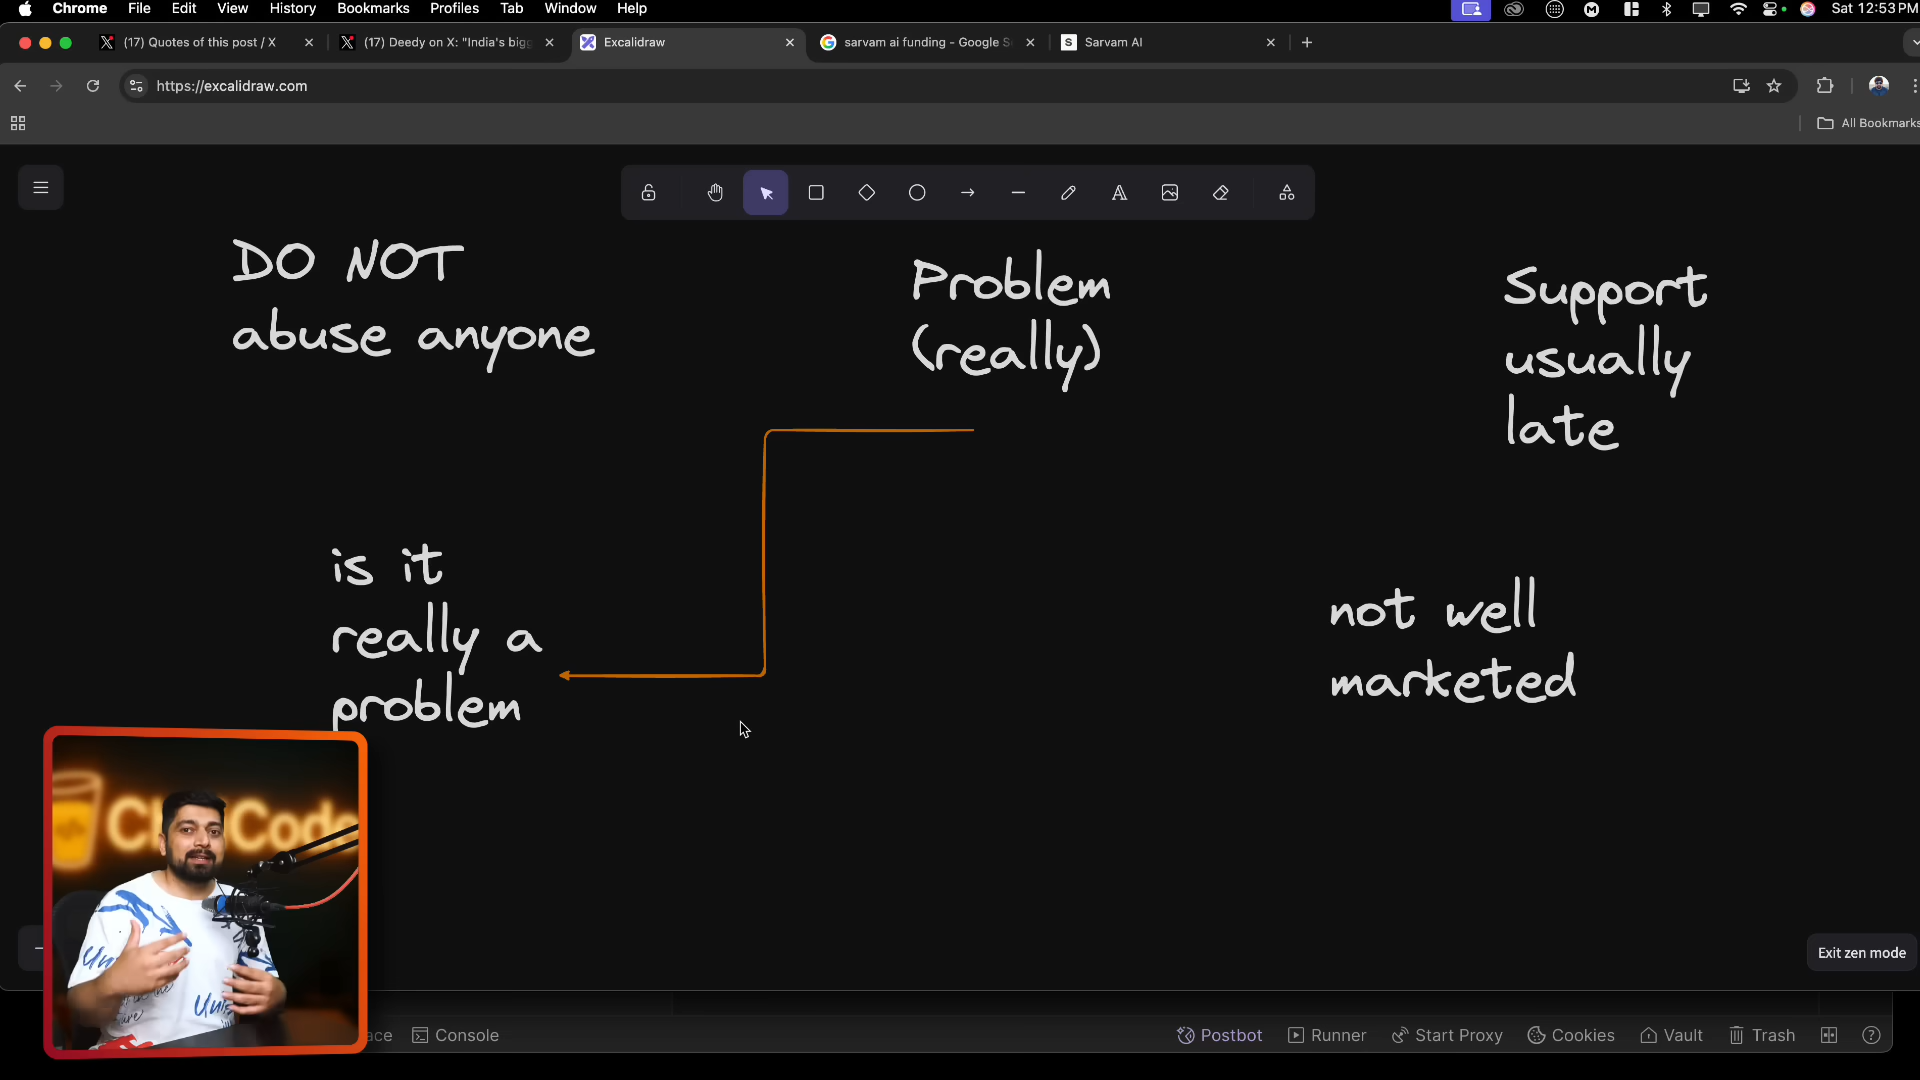 Chrome File Edit View History Bookmarks Profiles Tab Window Help Sat 12:53 PM
(17) Quotes of this post / X (17) Deedy on X: "India's bigg Excalidraw sarvam ai funding - Google S Sarvam AI
https://excalidraw.com
All Bookmarks
DO NOT
abuse anyone
Problem
(really)
Support
usually
late
is it
really a
problem
not well
marketed
Code
Exit zen mode
Console Postbot Runner Start Proxy Cookies Vault Trash